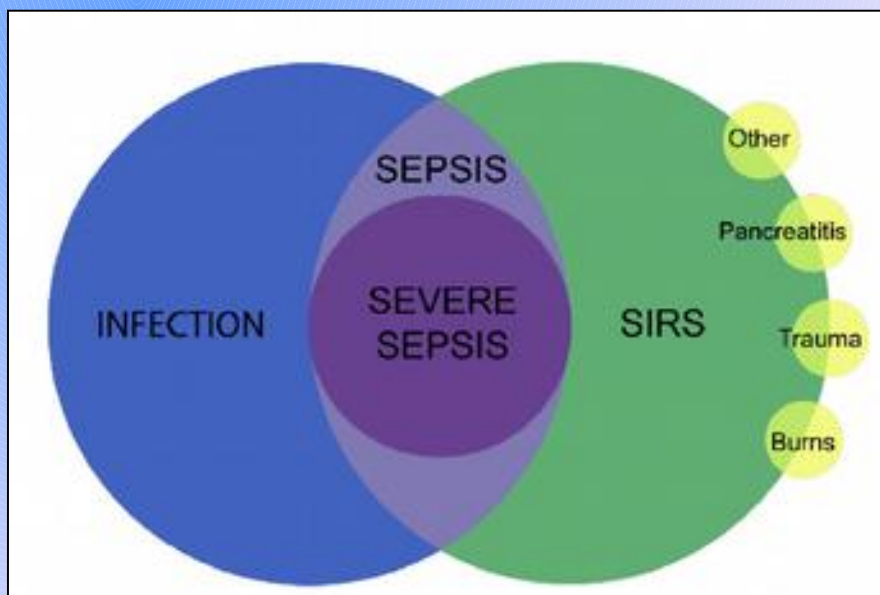 SEPSIS
INFECTION
SEVERE
SEPSIS
SIRS
Other
Pancreatitis
Trauma
Burns